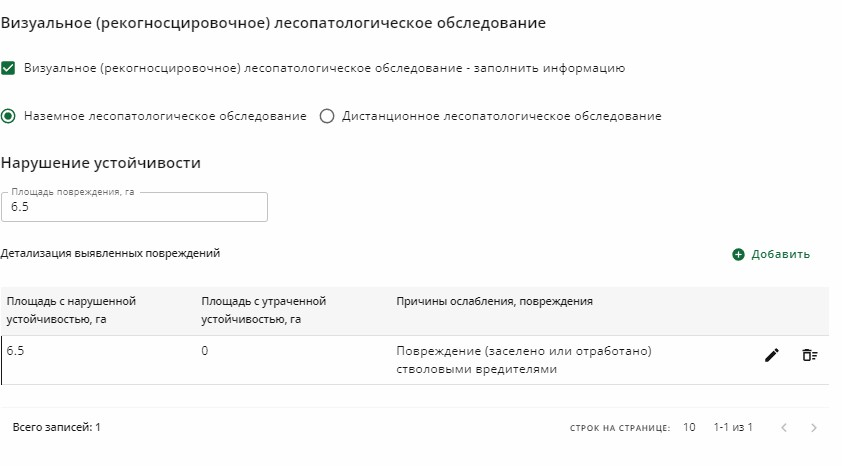 Визуальное (рекогносцировочное) лесопатологическое обследование
Визуальное (рекогносцировочное) лесопатологическое обследование - заполнить информацию
Наземное лесопатологическое обследование Дистанционное лесопатологическое обследование
Нарушение устойчивости
Площадь повреждения, га
6.5
Детализация выявленных повреждений Добавить
Площадь с нарушенной устойчивостью, га
Площадь с утраченной устойчивостью, га
Причины ослабления, повреждения
6.5
0
Повреждение (заселено или отработано)
стволовыми вредителями
Всего записей: 1 СТРОК НА СТРАНИЦЕ: 10 1-1 из 1